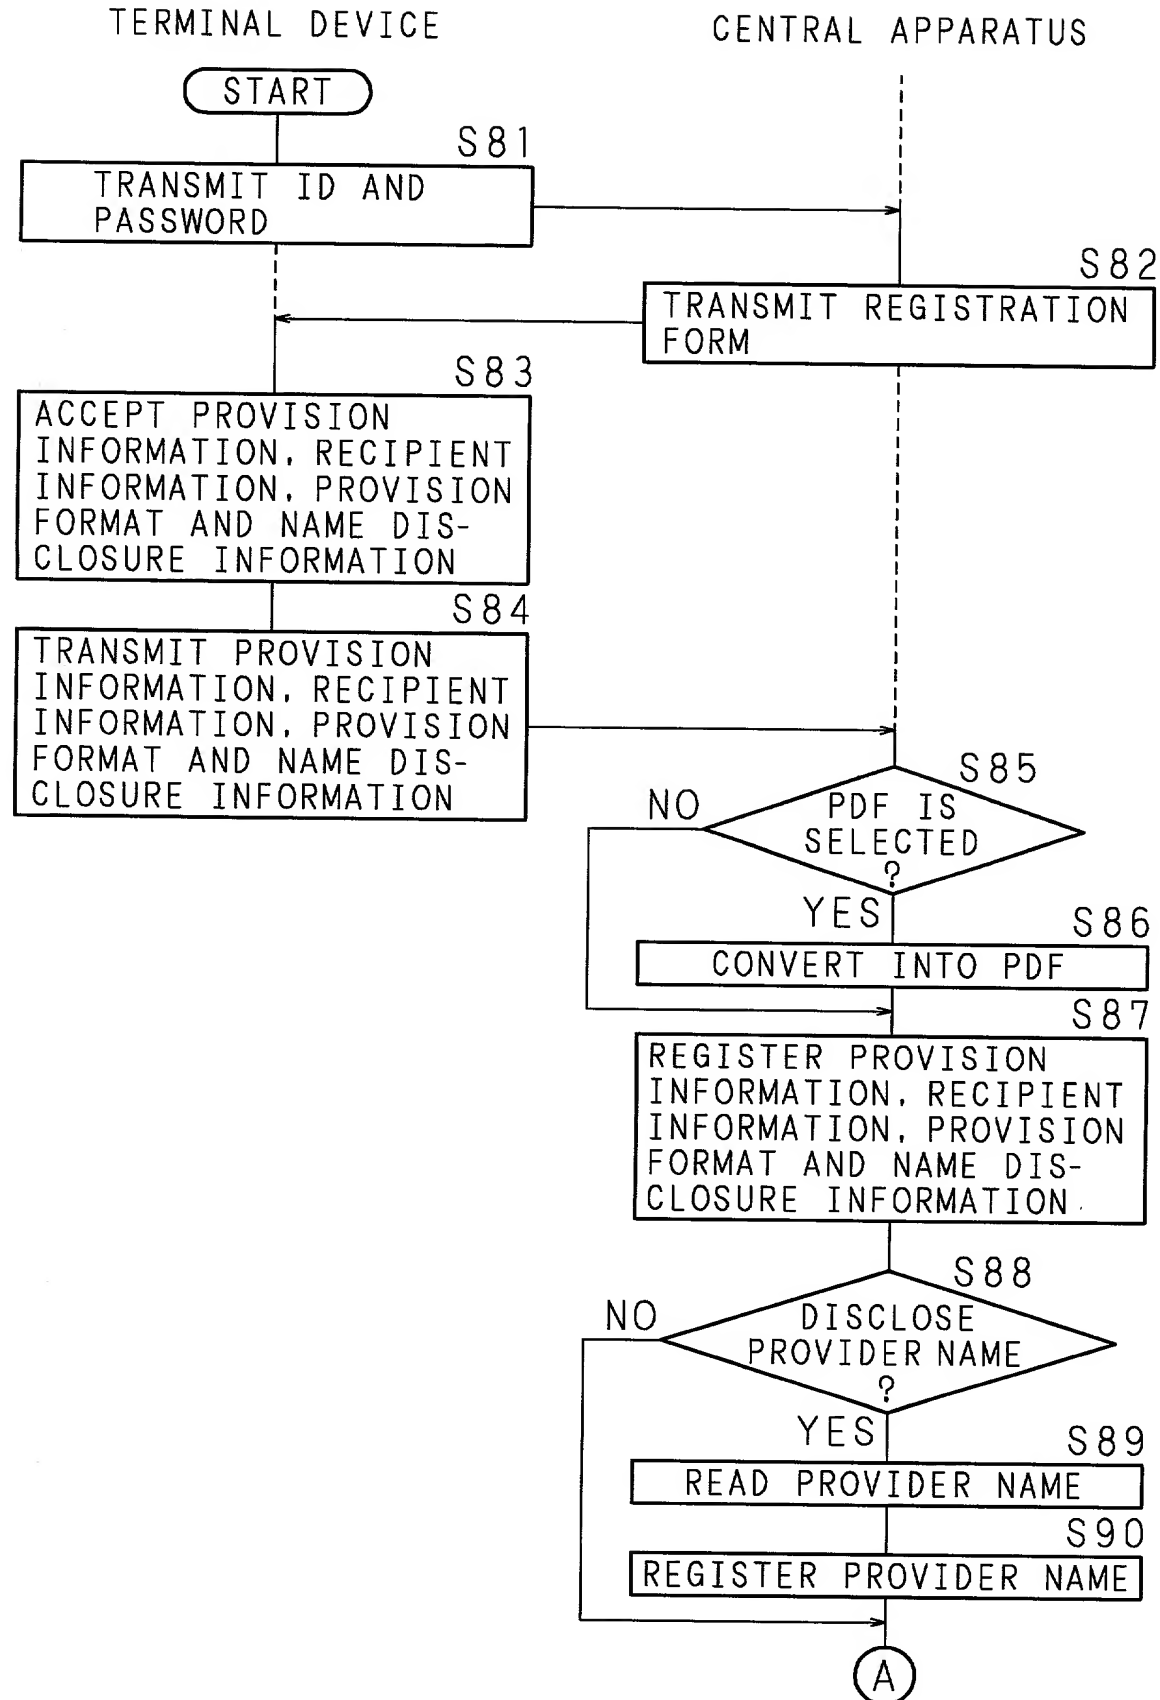 TERMINAL DEVICE
CENTRAL APPARATUS
START
S81
TRANSMIT ID AND
PASSWORD
S82
TRANSMIT REGISTRATION
FORM
S83
ACCEPT PROVISION
INFORMATION, RECIPIENT
INFORMATION, PROVISION
FORMAT AND NAME DIS-
CLOSURE INFORMATION
S84
TRANSMIT PROVISION
INFORMATION, RECIPIENT
INFORMATION, PROVISION
FORMAT AND NAME DIS-
CLOSURE INFORMATION
S85
PDF IS
SELECTED
?
NO
YES
S86
CONVERT INTO PDF
S87
REGISTER PROVISION
INFORMATION, RECIPIENT
INFORMATION, PROVISION
FORMAT AND NAME DIS-
CLOSURE INFORMATION
S88
DISCLOSE
PROVIDER NAME
?
NO
YES
S89
READ PROVIDER NAME
S90
REGISTER PROVIDER NAME
A